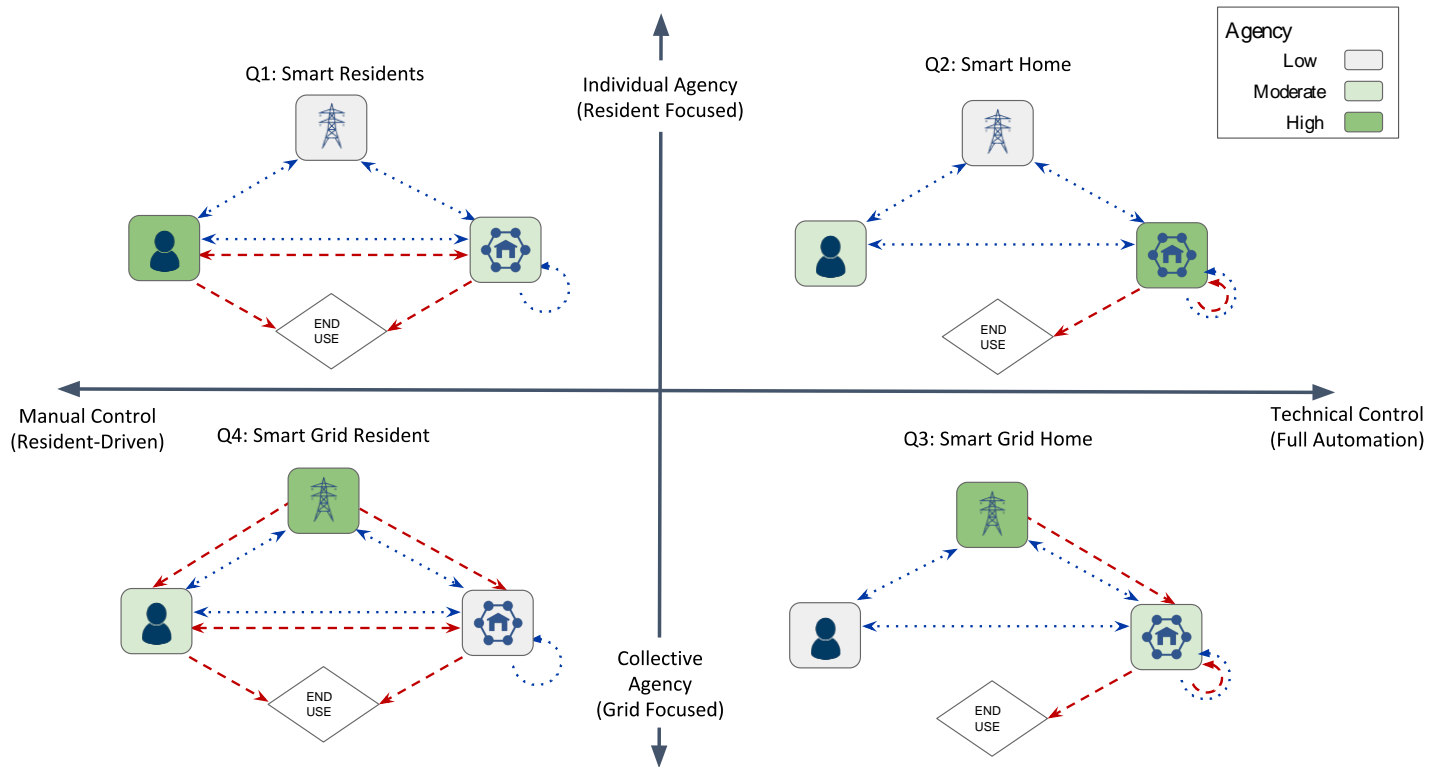 Agency
Low
Moderate
High
Q1: Smart Residents
Individual Agency
(Resident Focused)
Q2: Smart Home
END
USE
END
USE
Manual Control
(Resident-Driven)
Technical Control
(Full Automation)
Q4: Smart Grid Resident
Q3: Smart Grid Home
Collective
Agency
(Grid Focused)
END
USE
END
USE